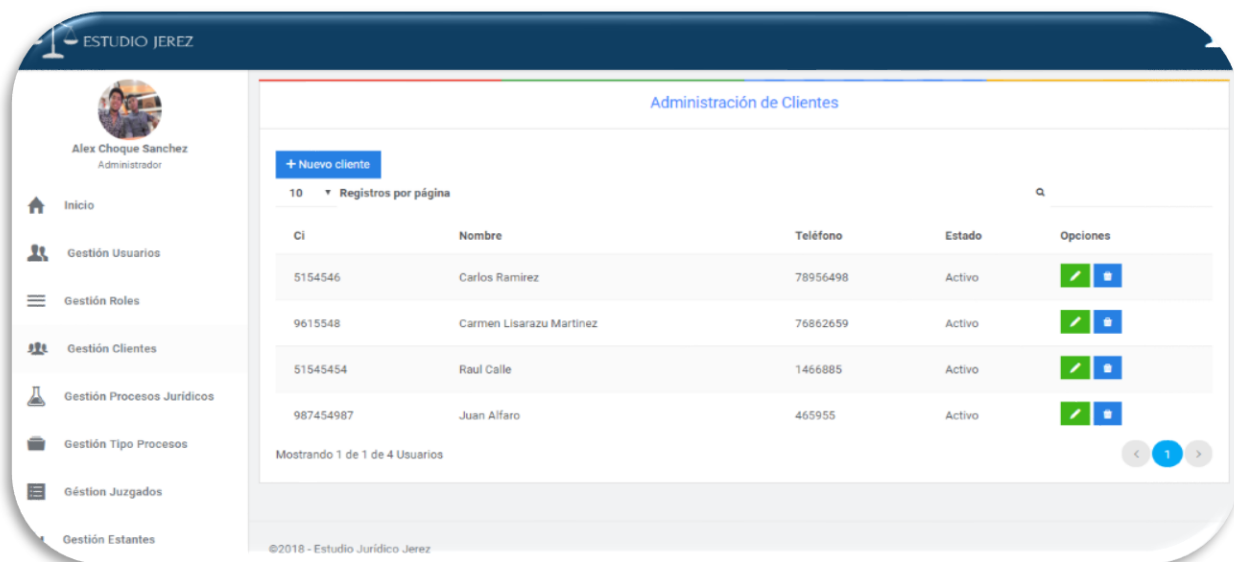 ESTUDIO JEREZ
Alex Choque Sanchez
Administrador
Inicio
Gestión Usuarios
Gestión Roles
Gestión Clientes
Gestión Procesos Jurídicos
Gestión Tipo Procesos
Géstion Juzgados
Gestión Estantes
Administración de Clientes
+ Nuevo cliente
10 Registros por página
Ci Nombre Teléfono Estado Opciones
5154546 Carlos Ramirez 78956498 Activo
9615548 Carmen Lisarazu Martinez 76862659 Activo
51545454 Raul Calle 1466885 Activo
987454987 Juan Alfaro 465955 Activo
Mostrando 1 de 1 de 4 Usuarios
< 1 >
©2018 - Estudio Jurídico Jerez